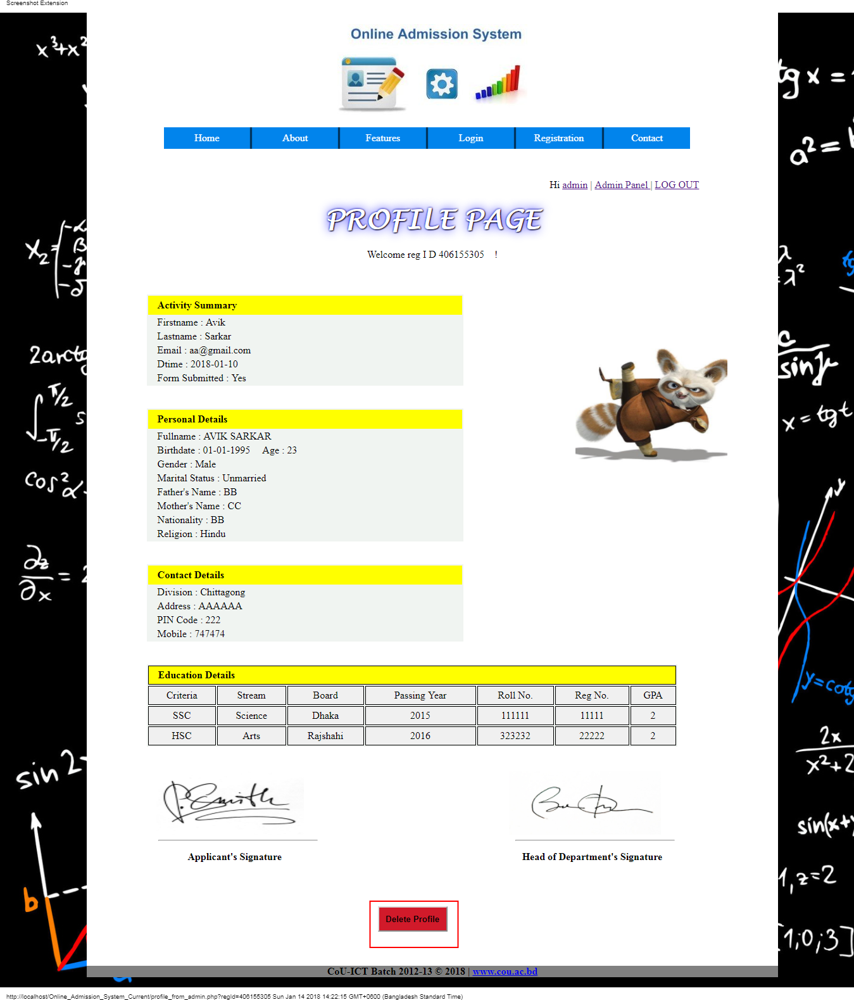 Screenshot Extension
Online Admission System
Home About Features Login Registration Contact
Hi admin | Admin Panel | LOG OUT
PROFILE PAGE
Welcome reg I D 406155305 !
Activity Summary
Firstname : Avik
Lastname : Sarkar
Email : aa@gmail.com
Dtime : 2018-01-10
Form Submitted : Yes
Personal Details
Fullname : AVIK SARKAR
Birthdate : 01-01-1995 Age : 23
Gender : Male
Marital Status : Unmarried
Father's Name : BB
Mother's Name : CC
Nationality : BB
Religion : Hindu
Contact Details
Division : Chittagong
Address : AAAAAA
PIN Code : 222
Mobile : 747474
Education Details
Criteria Stream Board Passing Year Roll No. Reg No. GPA
SSC Science Dhaka 2015 111111 11111 2
HSC Arts Rajshahi 2016 323232 22222 2
Applicant's Signature Head of Department's Signature
Delete Profile
CoU-ICT Batch 2012-13 © 2018 | www.cou.ac.bd
http://localhost/Online_Admission_System_Current/profile_from_admin.php?regId=406155305 Sun Jan 14 2018 14:22:15 GMT+0600 (Bangladesh Standard Time)